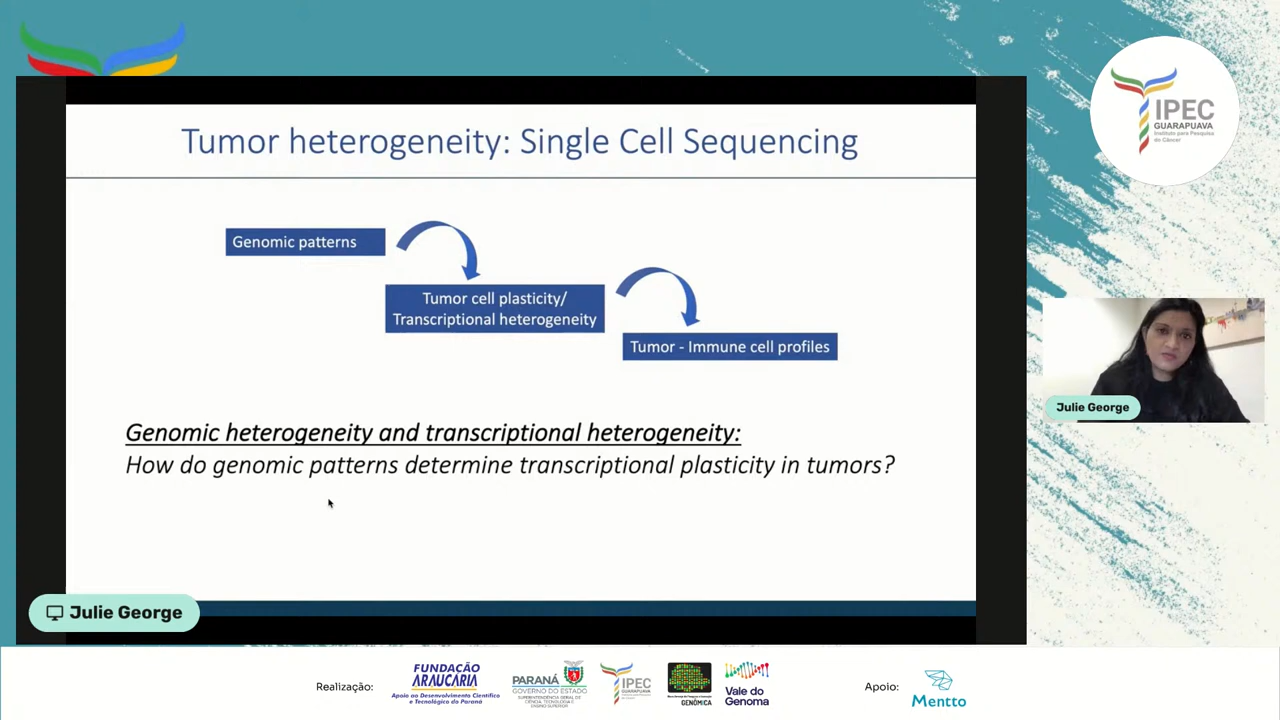 Tumor heterogeneity: Single Cell Sequencing
Genomic patterns
Tumor cell plasticity/
Transcriptional heterogeneity
Tumor - Immune cell profiles
Genomic heterogeneity and transcriptional heterogeneity:
How do genomic patterns determine transcriptional plasticity in tumors?
Julie George
IPEC
GUARAPUAVA
Instituto para Pesquisa
do Câncer
Julie George
Realização:
FUNDAÇÃO
ARAUCÁRIA
Apoio ao Desenvolvimento Científico
e Tecnológico do Paraná
PARANÁ
GOVERNO DO ESTADO
SUPERINTENDÊNCIA GERAL DE
CIÊNCIA, TECNOLOGIA E
ENSINO SUPERIOR
IPEC
GUARAPUAVA
GENÔMICA
Vale do
Genoma
Apoio:
Mentto